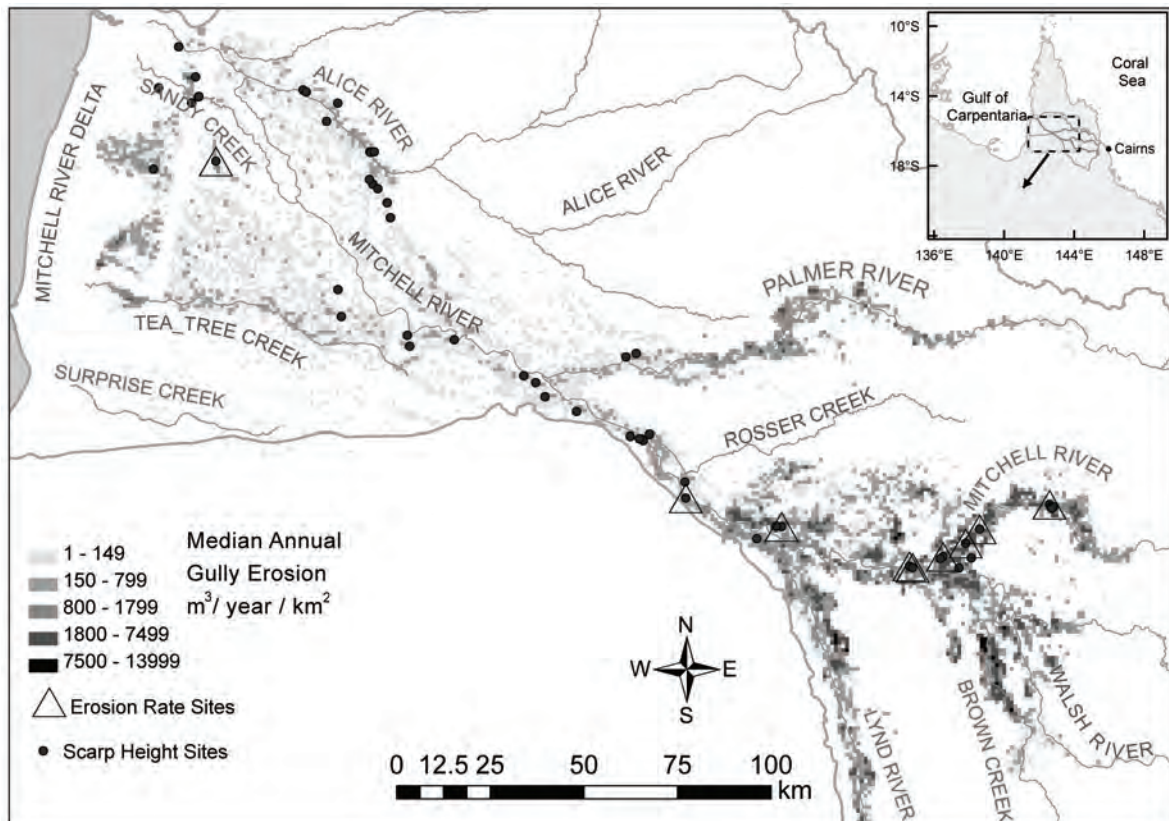 ALICE RIVER
SANDY CREEK
MITCHELL RIVER DELTA
ALICE RIVER
MITCHELL RIVER
PALMER RIVER
TEA_TREE CREEK
SURPRISE CREEK
ROSSER CREEK
MITCHELL RIVER
LYND RIVER
BROWN CREEK
WALSH RIVER
10°S
14°S
18°S
Coral
Sea
Gulf of
Carpentaria
Cairns
136°E
140°E
144°E
148°E
Median Annual
Gully Erosion
m³/ year / km²
1 - 149
150 - 799
800 - 1799
1800 - 7499
7500 - 13999
Erosion Rate Sites
Scarp Height Sites
N
W E
S
0 12.5 25 50 75 100
km